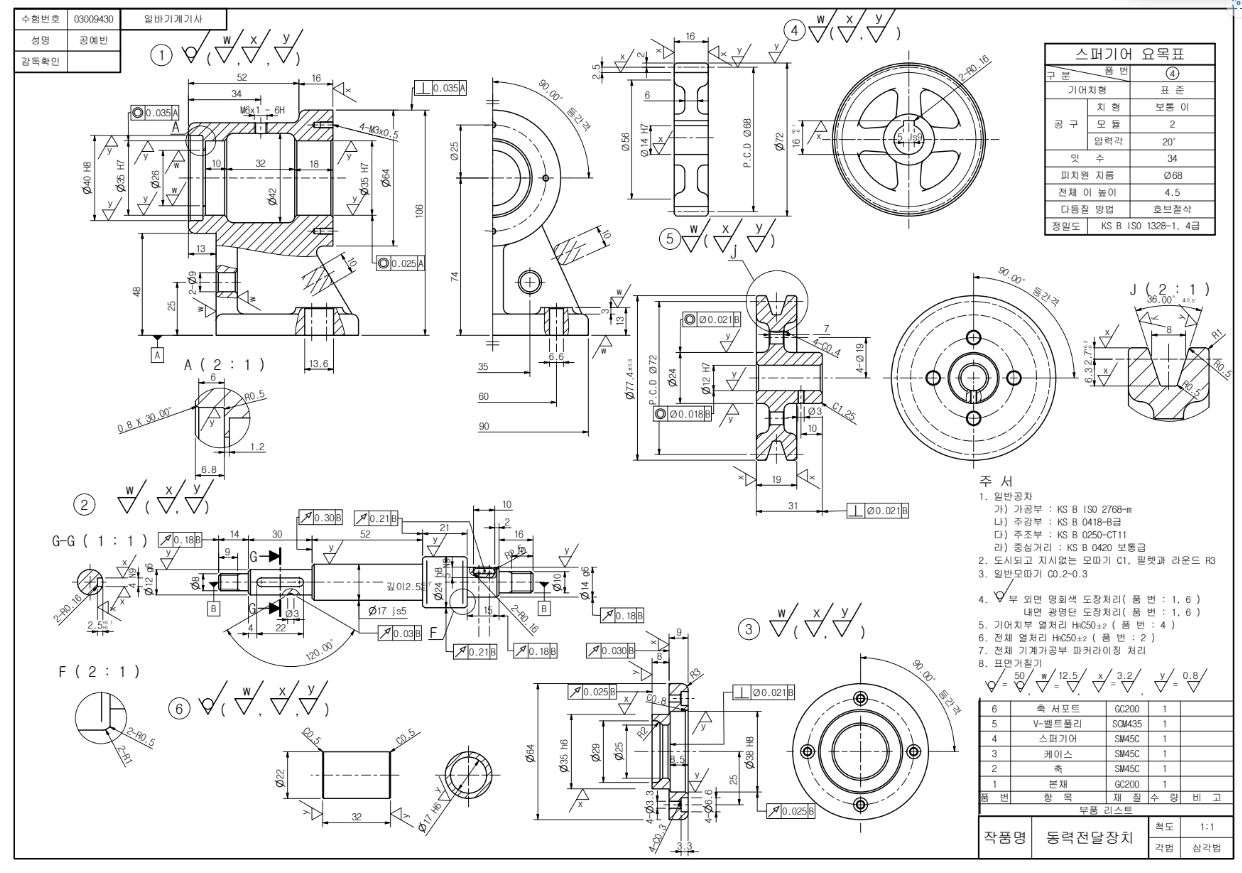 수험번호 03009430 일바기계기사
성명 공예빈
감독확인
① ( w , x , y )
52 16
34
M6x1 - 6H
◎ 0.035 A
⊥ 0.035 A
A
4-M3x0.5
Ø40 H8
Ø35 H7
Ø26
10 32 18
Ø42
Ø35 H7
Ø64
106
◎ 0.025 A
13
2-Ø9
48
25
10
A
13.6
90.00° 등간격
Ø25
74
10
3
13
6.6
35
60
90
A ( 2 : 1 )
6
R0.5
0.8 X 30.00°
1.2
6.8
④ w ( x , y )
16
2
2.5
6
Ø56
Ø14 H7
P.C.D Ø68
Ø72
2-R0.16
16
5 Js9
스퍼기어 요목표
구 분 품 번 ④
기어치형 표 준
공 구 치 형 보통 이
모 듈 2
압력각 20°
잇 수 34
피치원 지름 Ø68
전체 이 높이 4.5
다듬질 방법 호브절삭
정밀도 KS B ISO 1328-1, 4급
⑤ w ( x , y )
J
◎ Ø0.021 B
7
4-C0.4
4-Ø19
Ø77.4
P.C.D Ø72
Ø24
Ø12 H7
◎ Ø0.018 B
Ø3
C1.25
10
19
31
⊥ Ø0.021 B
90.00° 등간격
J ( 2 : 1 )
36.00°
8
R1
R0.5
R0.5
6.3 2.7
② w ( x , y )
G-G ( 1 : 1 )
↗ 0.18 B
14 30 52
9
↗ 0.30 B
↗ 0.21 B
21
10
2
16
G
Ø12 g6
Ø8
B
G
Ø3
4 22
120.00°
Ø17 js5
↗ 0.03 B
Ø24 h8
F
↗ 0.21 B
15
↗ 0.18 B
2-R0.16
Ø10
Ø14 g6
B
↗ 0.18 B
4 N9
2-R0.16
2.5
F ( 2 : 1 )
2-R0.5
2-R1
⑥ ( w , x , y )
C0.5 C0.5
Ø22
32
Ø17 H6
③ w ( x , y )
9
↗ 0.030 B
8
R3
↗ 0.025 B
C0.8
⊥ Ø0.021 B
R2
Ø64
Ø35 h6
Ø29
Ø25
8.5
Ø38 H8
25
4-Ø3.3
4-Ø6.6
↗ 0.025 B
4-C0.3
3.3
90.00° 등간격
주 서
1. 일반공차
가) 가공부 : KS B ISO 2768-m
나) 주강부 : KS B 0418-B급
다) 주조부 : KS B 0250-CT11
라) 중심거리 : KS B 0420 보통급
2. 도시되고 지시없는 모따기 C1, 필렛과 라운드 R3
3. 일반모따기 C0.2~0.3
4. 부 외면 명회색 도장처리( 품 번 : 1, 6 )
내면 광명단 도장처리( 품 번 : 1, 6 )
5. 기어치부 열처리 HRC50±2 ( 품 번 : 4 )
6. 전체 열처리 HRC50±2 ( 품 번 : 2 )
7. 전체 기계가공부 파커라이징 처리
8. 표면거칠기
= 50 , w = 12.5 , x = 3.2 , y = 0.8
6 축 서포트 GC200 1
5 V-벨트풀리 SCM435 1
4 스퍼기어 SM45C 1
3 케이스 SM45C 1
2 축 SM45C 1
1 본체 GC200 1
품 번 항 목 재 질 수 량 비 고
부품 리스트
작품명 동력전달장치 척도 1:1
각법 삼각법